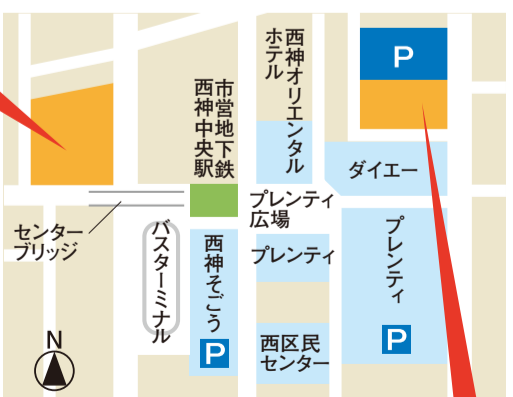 西神オリエンタル
ホテル
P
市営地下鉄
西神中央駅
ダイエー
プレンティ
広場
センター
ブリッジ
バスターミナル
西神そごう
P
プレンティ
プレンティ
P
西区民
センター
N